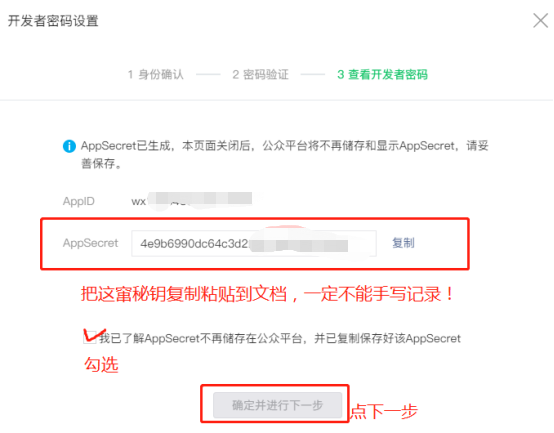 开发者密码设置
1 身份确认 2 密码验证 3 查看开发者密码
AppSecret已生成，本页面关闭后，公众平台将不再储存和显示AppSecret，请妥
善保存。
AppID wx
AppSecret 4e9b6990dc64c3d2 复制
把这窜秘钥复制粘贴到文档，一定不能手写记录！
我已了解AppSecret不再储存在公众平台，并已复制保存好该AppSecret
勾选
确定并进行下一步 点下一步